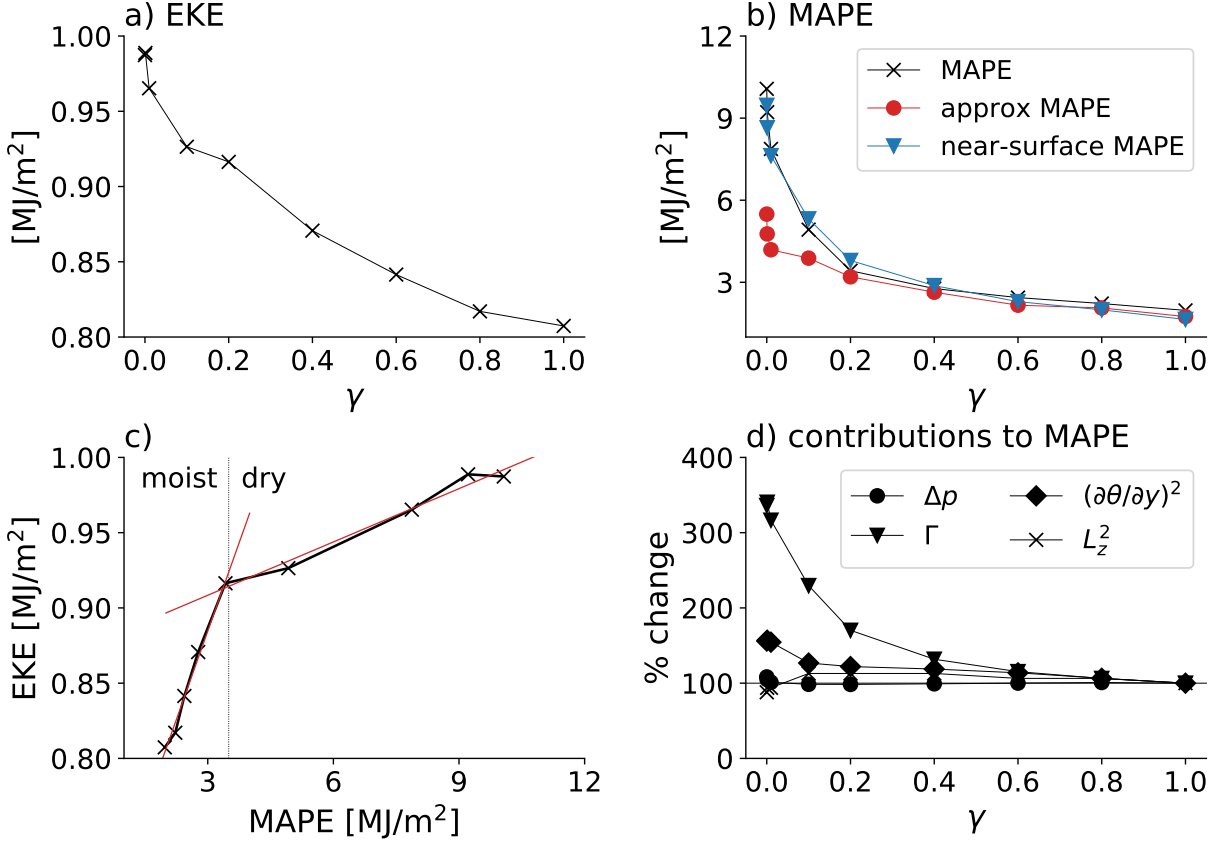 a) EKE
1.00
0.95
0.90
0.85
0.80
[MJ/m²]
0.0 0.2 0.4 0.6 0.8 1.0
γ
b) MAPE
12
9
6
3
[MJ/m²]
MAPE
approx MAPE
near-surface MAPE
0.0 0.2 0.4 0.6 0.8 1.0
γ
c)
1.00
0.95
0.90
0.85
0.80
EKE [MJ/m²]
moist dry
3 6 9 12
MAPE [MJ/m²]
d) contributions to MAPE
400
300
200
100
0
% change
Δp (∂θ/∂y)²
Γ L_z²
0.0 0.2 0.4 0.6 0.8 1.0
γ